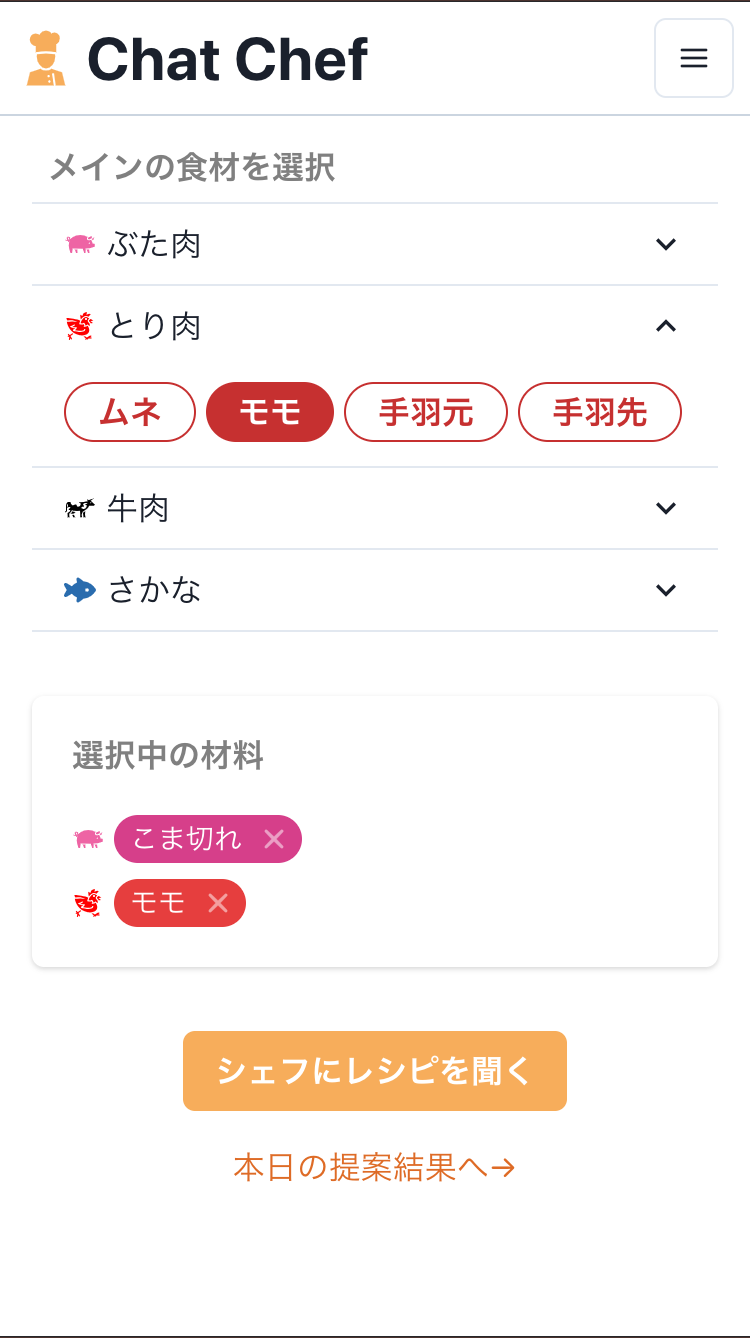 Chat Chef
メインの食材を選択
ぶた肉
とり肉
ムネ モモ 手羽元 手羽先
牛肉
さかな
選択中の材料
こま切れ ×
モモ ×
シェフにレシピを聞く
本日の提案結果へ→